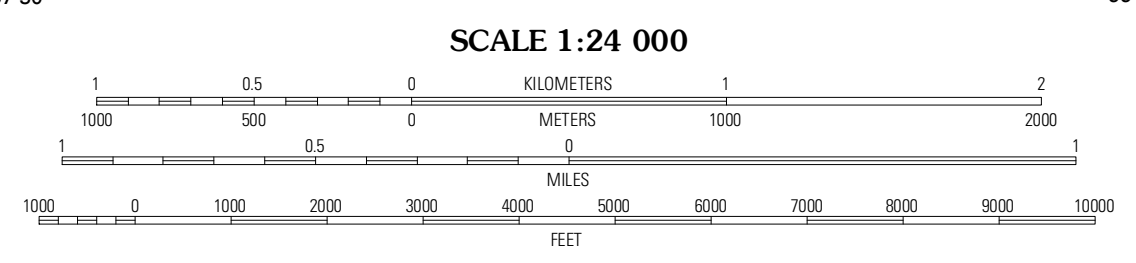 SCALE 1:24 000
1 0.5 0 KILOMETERS 1 2
1000 500 0 METERS 1000 2000
1 0.5 0 1
MILES
1000 0 1000 2000 3000 4000 5000 6000 7000 8000 9000 10000
FEET